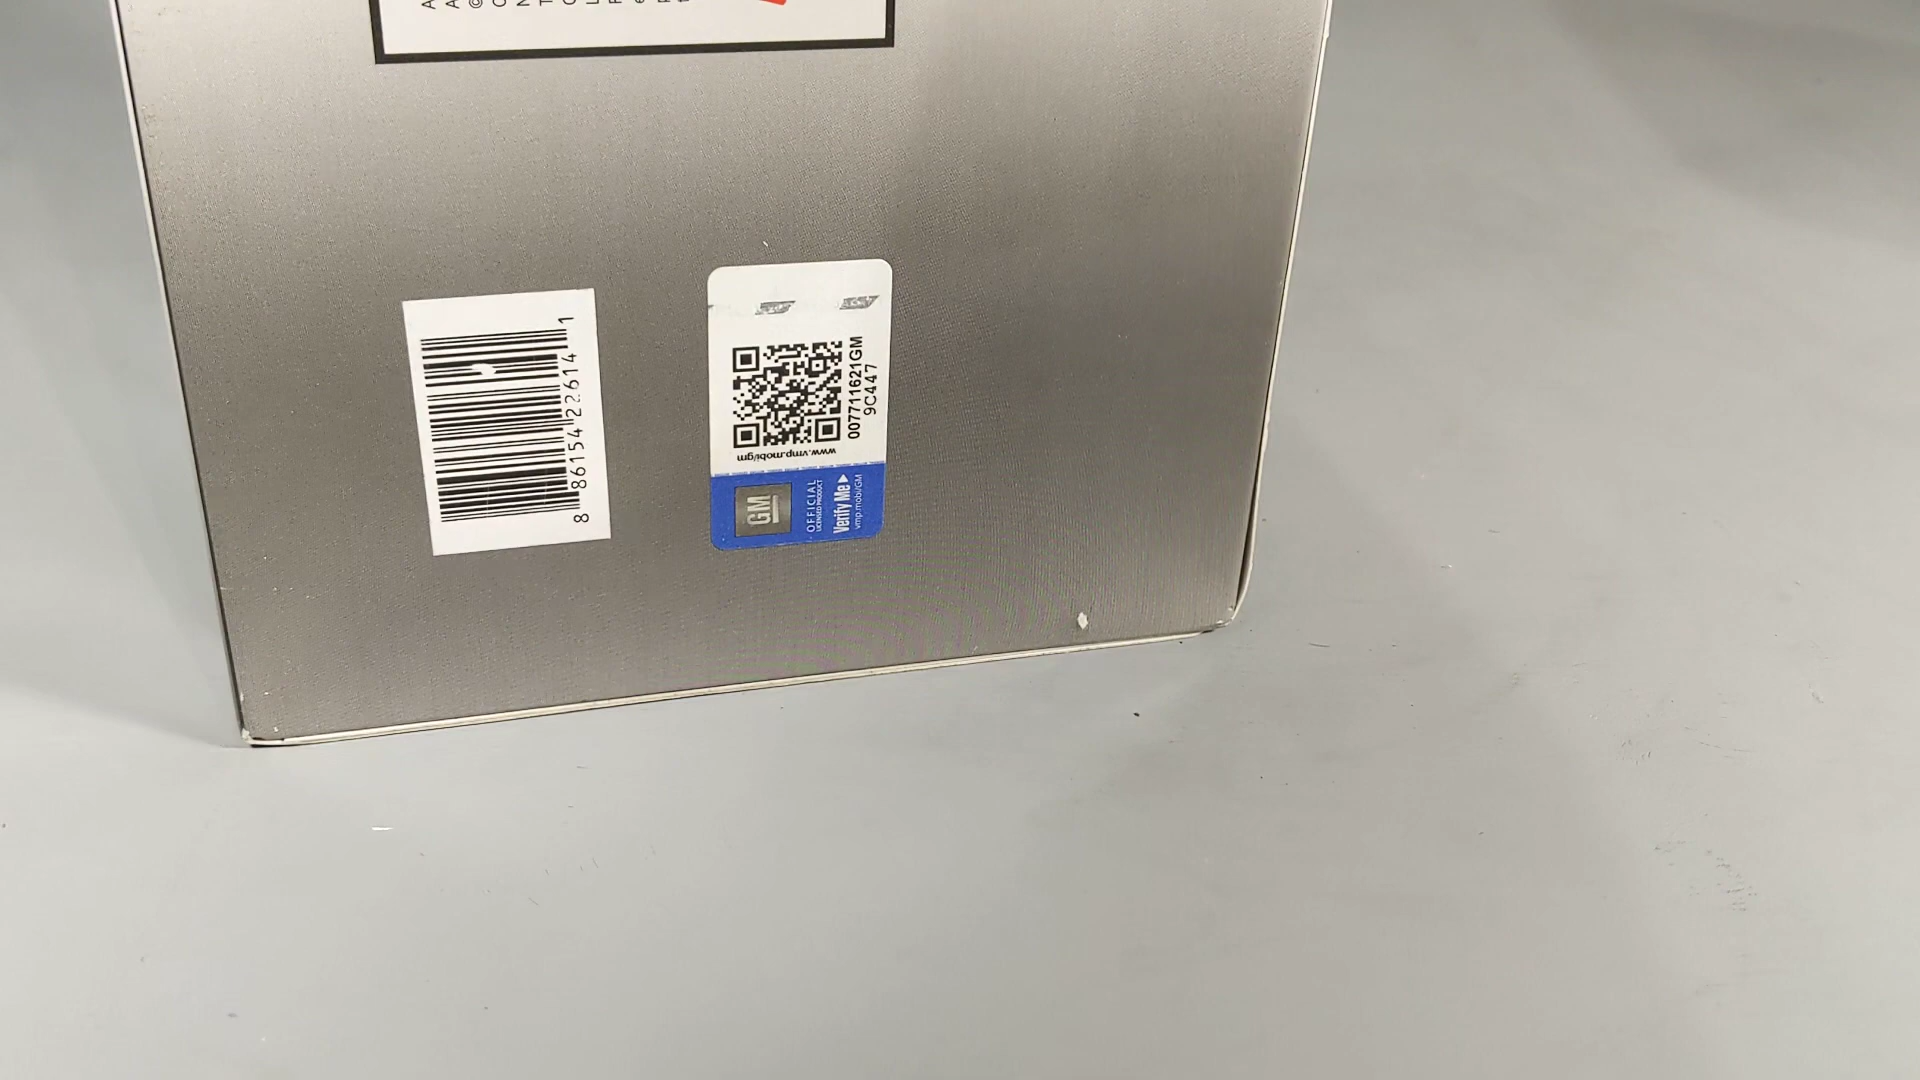 8 86154 22614 1
007711621GM
9C447
www.vmp.mobi/gm
GM
OFFICIAL
LICENSED PRODUCT
Verify Me
vmp.mobi/GM